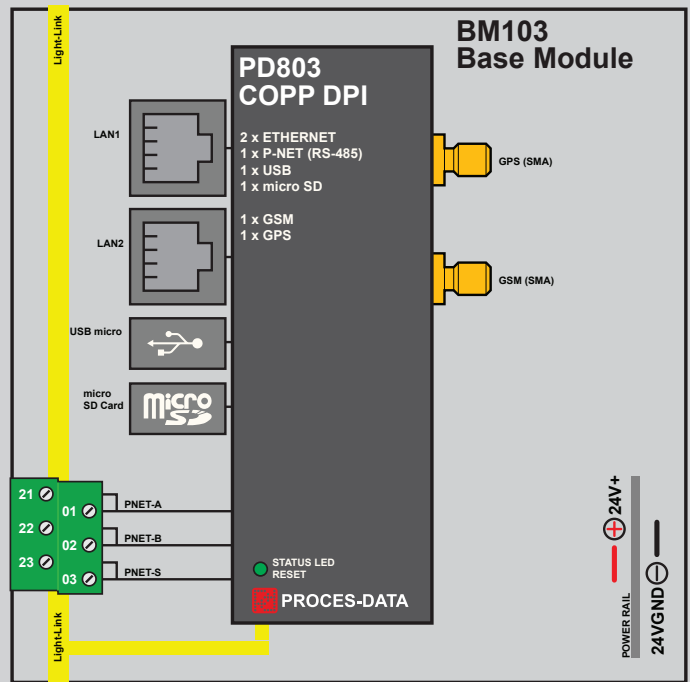 Light-Link
BM103
Base Module
PD803
COPP DPI
2 x ETHERNET
1 x P-NET (RS-485)
1 x USB
1 x micro SD
1 x GSM
1 x GPS
LAN1
GPS (SMA)
LAN2
GSM (SMA)
USB micro
micro
SD Card
micro
SD
21
01
PNET-A
22
02
PNET-B
23
03
PNET-S
STATUS LED
RESET
PROCES-DATA
Light-Link
24V+
POWER RAIL
24VGND